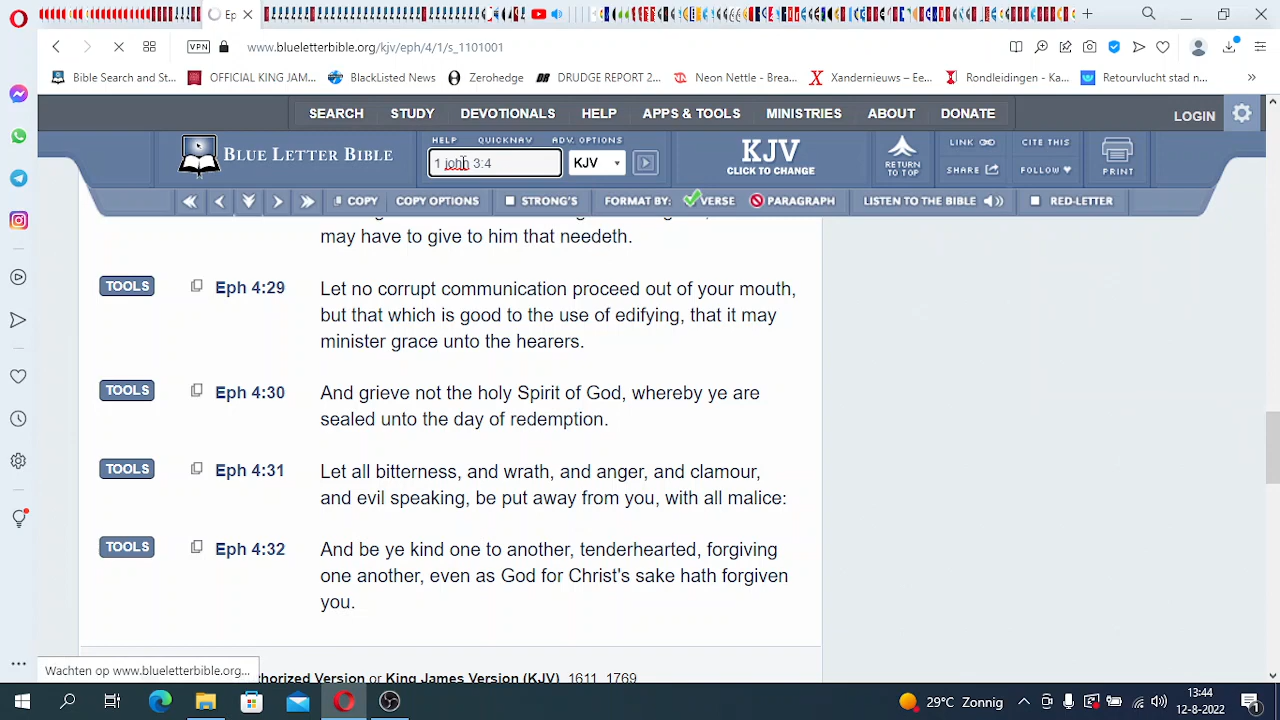 Ep
www.blueletterbible.org/kjv/eph/4/1/s_1101001
VPN
Bible Search and St...
OFFICIAL KING JAM...
BlackListed News
Zerohedge
DRUDGE REPORT 2...
Neon Nettle - Brea...
Xandernieuws – Ee...
Rondleidingen - Ka...
Retourvlucht stad n...
SEARCH
STUDY
DEVOTIONALS
HELP
APPS & TOOLS
MINISTRIES
ABOUT
DONATE
LOGIN
BLUE LETTER BIBLE
HELP
QUICKNAV
ADV. OPTIONS
1 john 3:4
KJV
KJV
CLICK TO CHANGE
RETURN
TO TOP
LINK
SHARE
CITE THIS
FOLLOW
PRINT
COPY
COPY OPTIONS
STRONG'S
FORMAT BY:
VERSE
PARAGRAPH
LISTEN TO THE BIBLE
RED-LETTER
may have to give to him that needeth.
TOOLS
Eph 4:29
Let no corrupt communication proceed out of your mouth,
but that which is good to the use of edifying, that it may
minister grace unto the hearers.
TOOLS
Eph 4:30
And grieve not the holy Spirit of God, whereby ye are
sealed unto the day of redemption.
TOOLS
Eph 4:31
Let all bitterness, and wrath, and anger, and clamour,
and evil speaking, be put away from you, with all malice:
TOOLS
Eph 4:32
And be ye kind one to another, tenderhearted, forgiving
one another, even as God for Christ's sake hath forgiven
you.
Wachten op www.blueletterbible.org...
Version or King James Version (KJV), 1611, 1769.
29°C Zonnig
13:44
12-8-2022
1